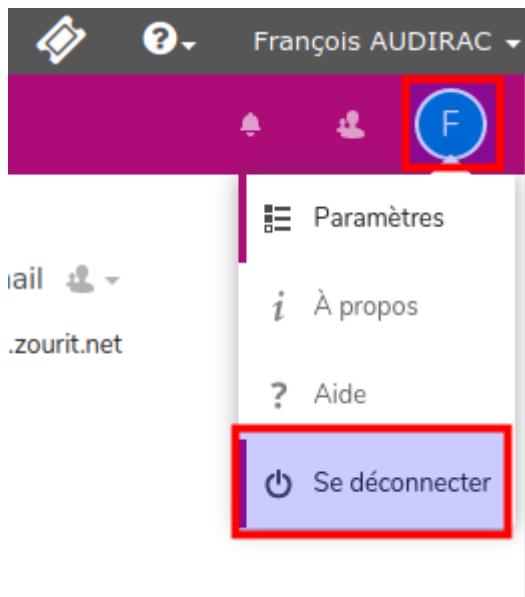 ?
François AUDIRAC
F
Paramètres
ail
À propos
.zourit.net
? Aide
Se déconnecter